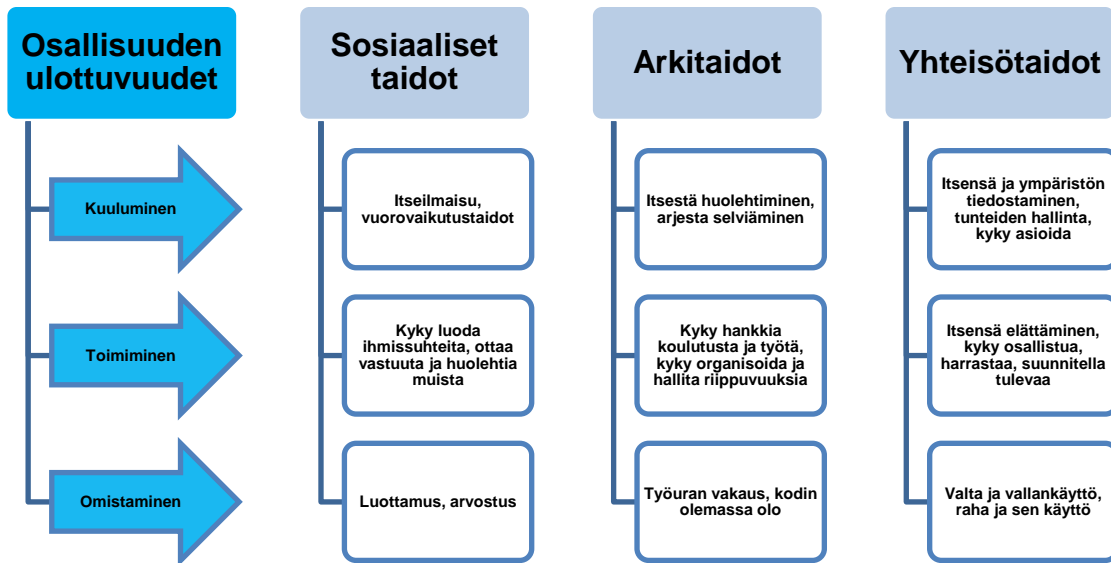 Osallisuuden
ulottuvuudet
Sosiaaliset
taidot
Arkitaidot
Yhteisötaidot
Kuuluminen
Itseilmaisu,
vuorovaikutustaidot
Itsestä huolehtiminen,
arjesta selviäminen
Itsensä ja ympäristön
tiedostaminen,
tunteiden hallinta,
kyky asioida
Toimiminen
Kyky luoda
ihmissuhteita, ottaa
vastuuta ja huolehtia
muista
Kyky hankkia
koulutusta ja työtä,
kyky organisoida ja
hallita riippuvuuksia
Itsensä elättäminen,
kyky osallistua,
harrastaa, suunnitella
tulevaa
Omistaminen
Luottamus, arvostus
Työuran vakaus, kodin
olemassa olo
Valta ja vallankäyttö,
raha ja sen käyttö